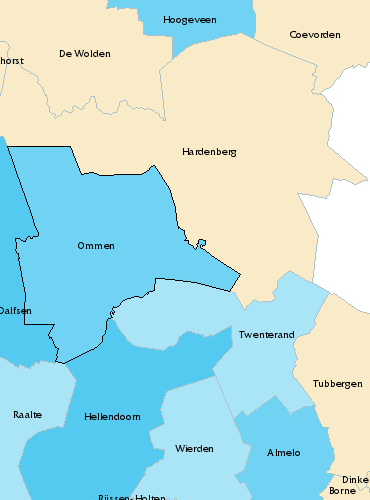 Hoogeveen
Coevorden
De Wolden
horst
Hardenberg
Ommen
Dalfsen
Twenterand
Tubbergen
Raalte
Hellendoorn
Wierden
Almelo
Dinke
Borne
Rijssen-Holten